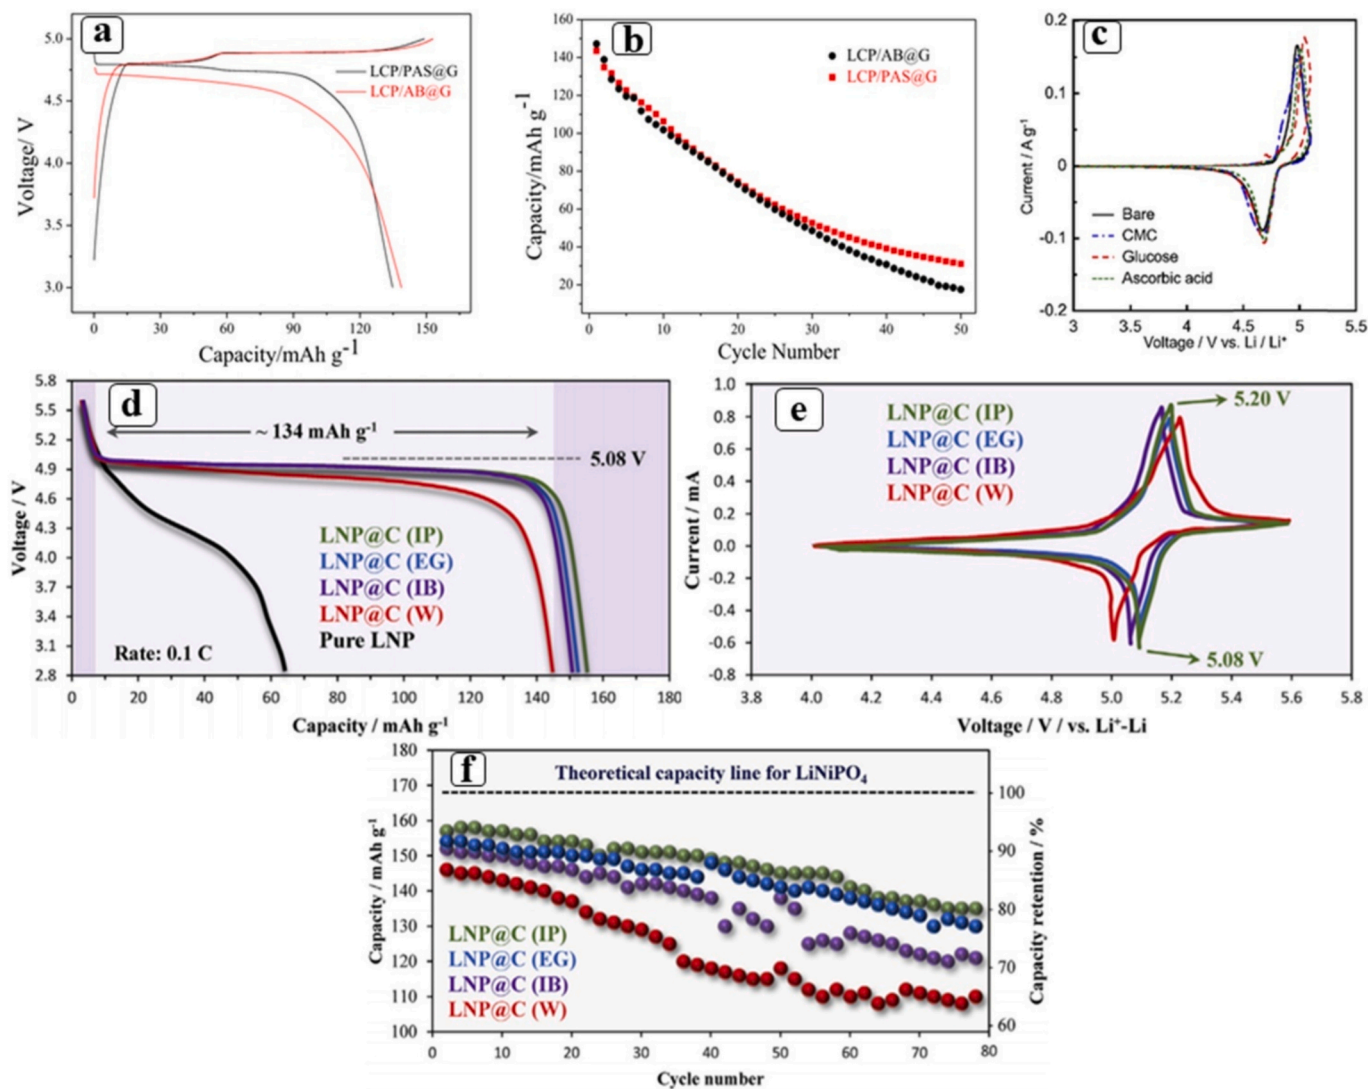 a
5.0
4.5
4.0
3.5
3.0
0
30
60
90
120
150
Voltage/ V
Capacity/mAh g-1
LCP/PAS@G
LCP/AB@G
b
160
140
120
100
80
60
40
20
0
10
20
30
40
50
Capacity/mAh g-1
Cycle Number
LCP/AB@G
LCP/PAS@G
c
0.2
0.1
0
-0.1
-0.2
3
3.5
4
4.5
5
5.5
Current / A g-1
Voltage / V vs. Li / Li+
Bare
CMC
Glucose
Ascorbic acid
d
5.8
5.5
5.2
4.9
4.6
4.3
4.0
3.7
3.4
3.1
2.8
0
20
40
60
80
100
120
140
160
180
Voltage / V
Capacity / mAh g-1
~ 134 mAh g-1
5.08 V
LNP@C (IP)
LNP@C (EG)
LNP@C (IB)
LNP@C (W)
Pure LNP
Rate: 0.1 C
e
1.0
0.8
0.6
0.4
0.2
0.0
-0.2
-0.4
-0.6
-0.8
3.8
4.0
4.2
4.4
4.6
4.8
5.0
5.2
5.4
5.6
5.8
Current / mA
Voltage / V / vs. Li+-Li
LNP@C (IP)
LNP@C (EG)
LNP@C (IB)
LNP@C (W)
5.20 V
5.08 V
f
Theoretical capacity line for LiNiPO4
180
170
160
150
140
130
120
110
100
0
10
20
30
40
50
60
70
80
100
90
80
70
60
Capacity / mAh g-1
Capacity retention / %
Cycle number
LNP@C (IP)
LNP@C (EG)
LNP@C (IB)
LNP@C (W)